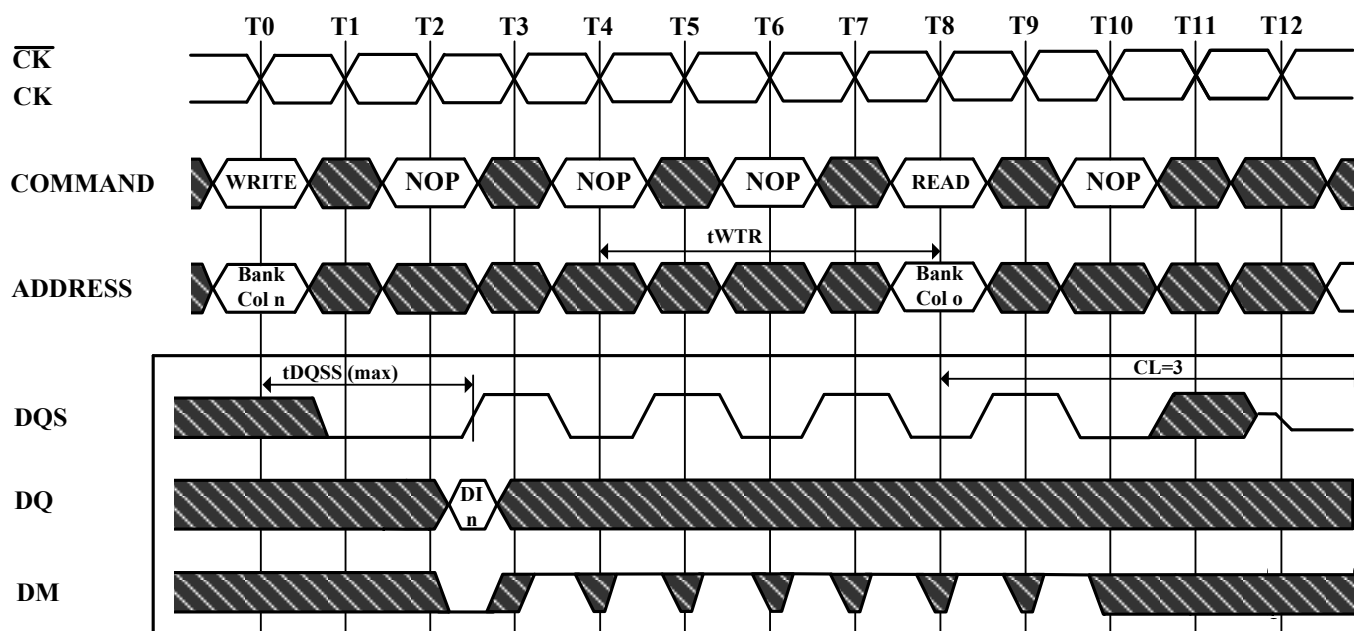 T0 T1 T2 T3 T4 T5 T6 T7 T8 T9 T10 T11 T12
CK
CK
COMMAND WRITE NOP NOP NOP READ NOP
tWTR
ADDRESS Bank Col n Bank Col o
tDQSS (max) CL=3
DQS
DQ DI n
DM